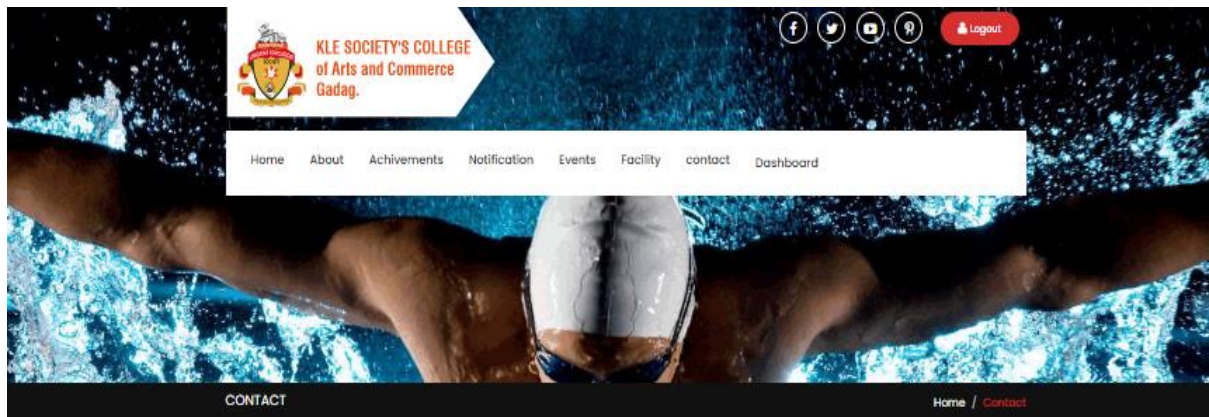 KLE SOCIETY'S COLLEGE
of Arts and Commerce
Gadag.
Logout
Home About Achivements Notification Events Facility contact Dashboard
CONTACT
Home / Contact